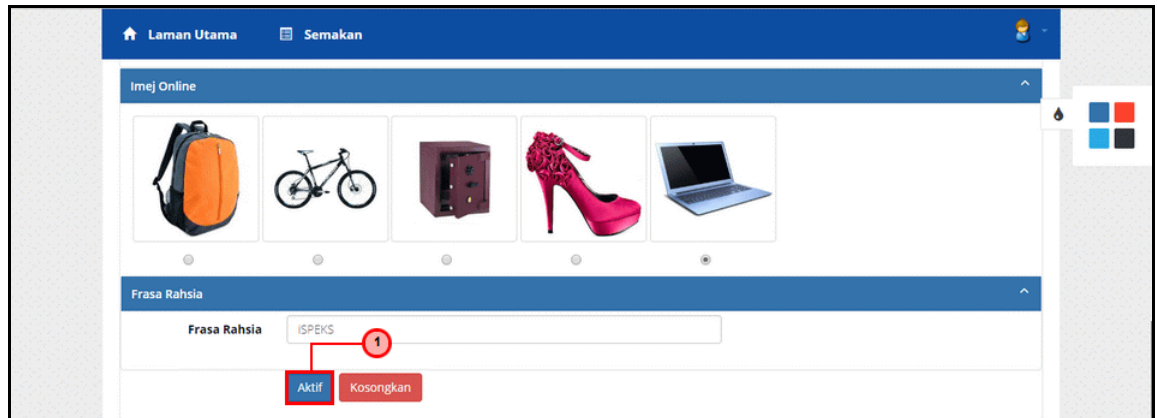 Laman Utama Semakan
Imej Online
Frasa Rahsia
Frasa Rahsia iSPEKS
1
Aktif Kosongkan